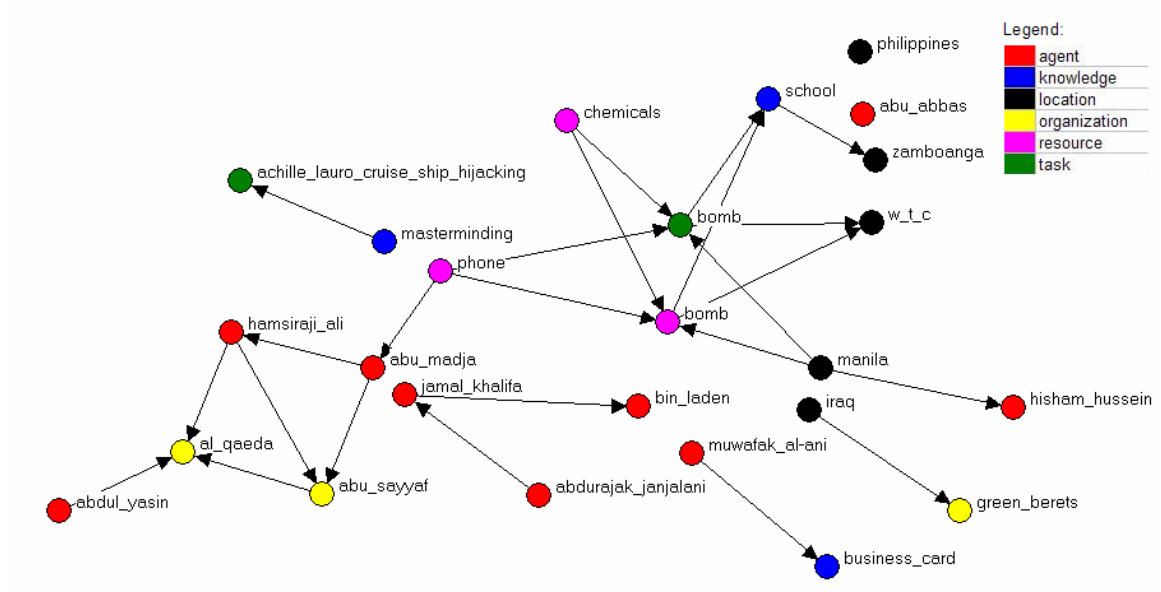 Legend:
agent
knowledge
location
organization
resource
task
philippines
school
abu_abbas
chemicals
zamboanga
achille_lauro_cruise_ship_hijacking
bomb
w_t_c
masterminding
phone
bomb
hamsiraji_ali
abu_madja
manila
jamal_khalifa
bin_laden
iraq
hisham_hussein
al_qaeda
muwafak_al-ani
abu_sayyaf
abdurajak_janjalani
abdul_yasin
green_berets
business_card